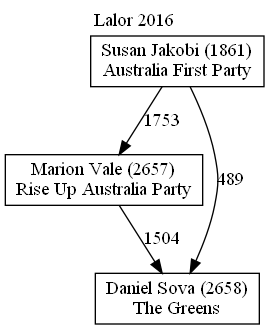 Lalor 2016
Susan Jakobi (1861)
Australia First Party
1753
Marion Vale (2657)
Rise Up Australia Party
489
1504
Daniel Sova (2658)
The Greens